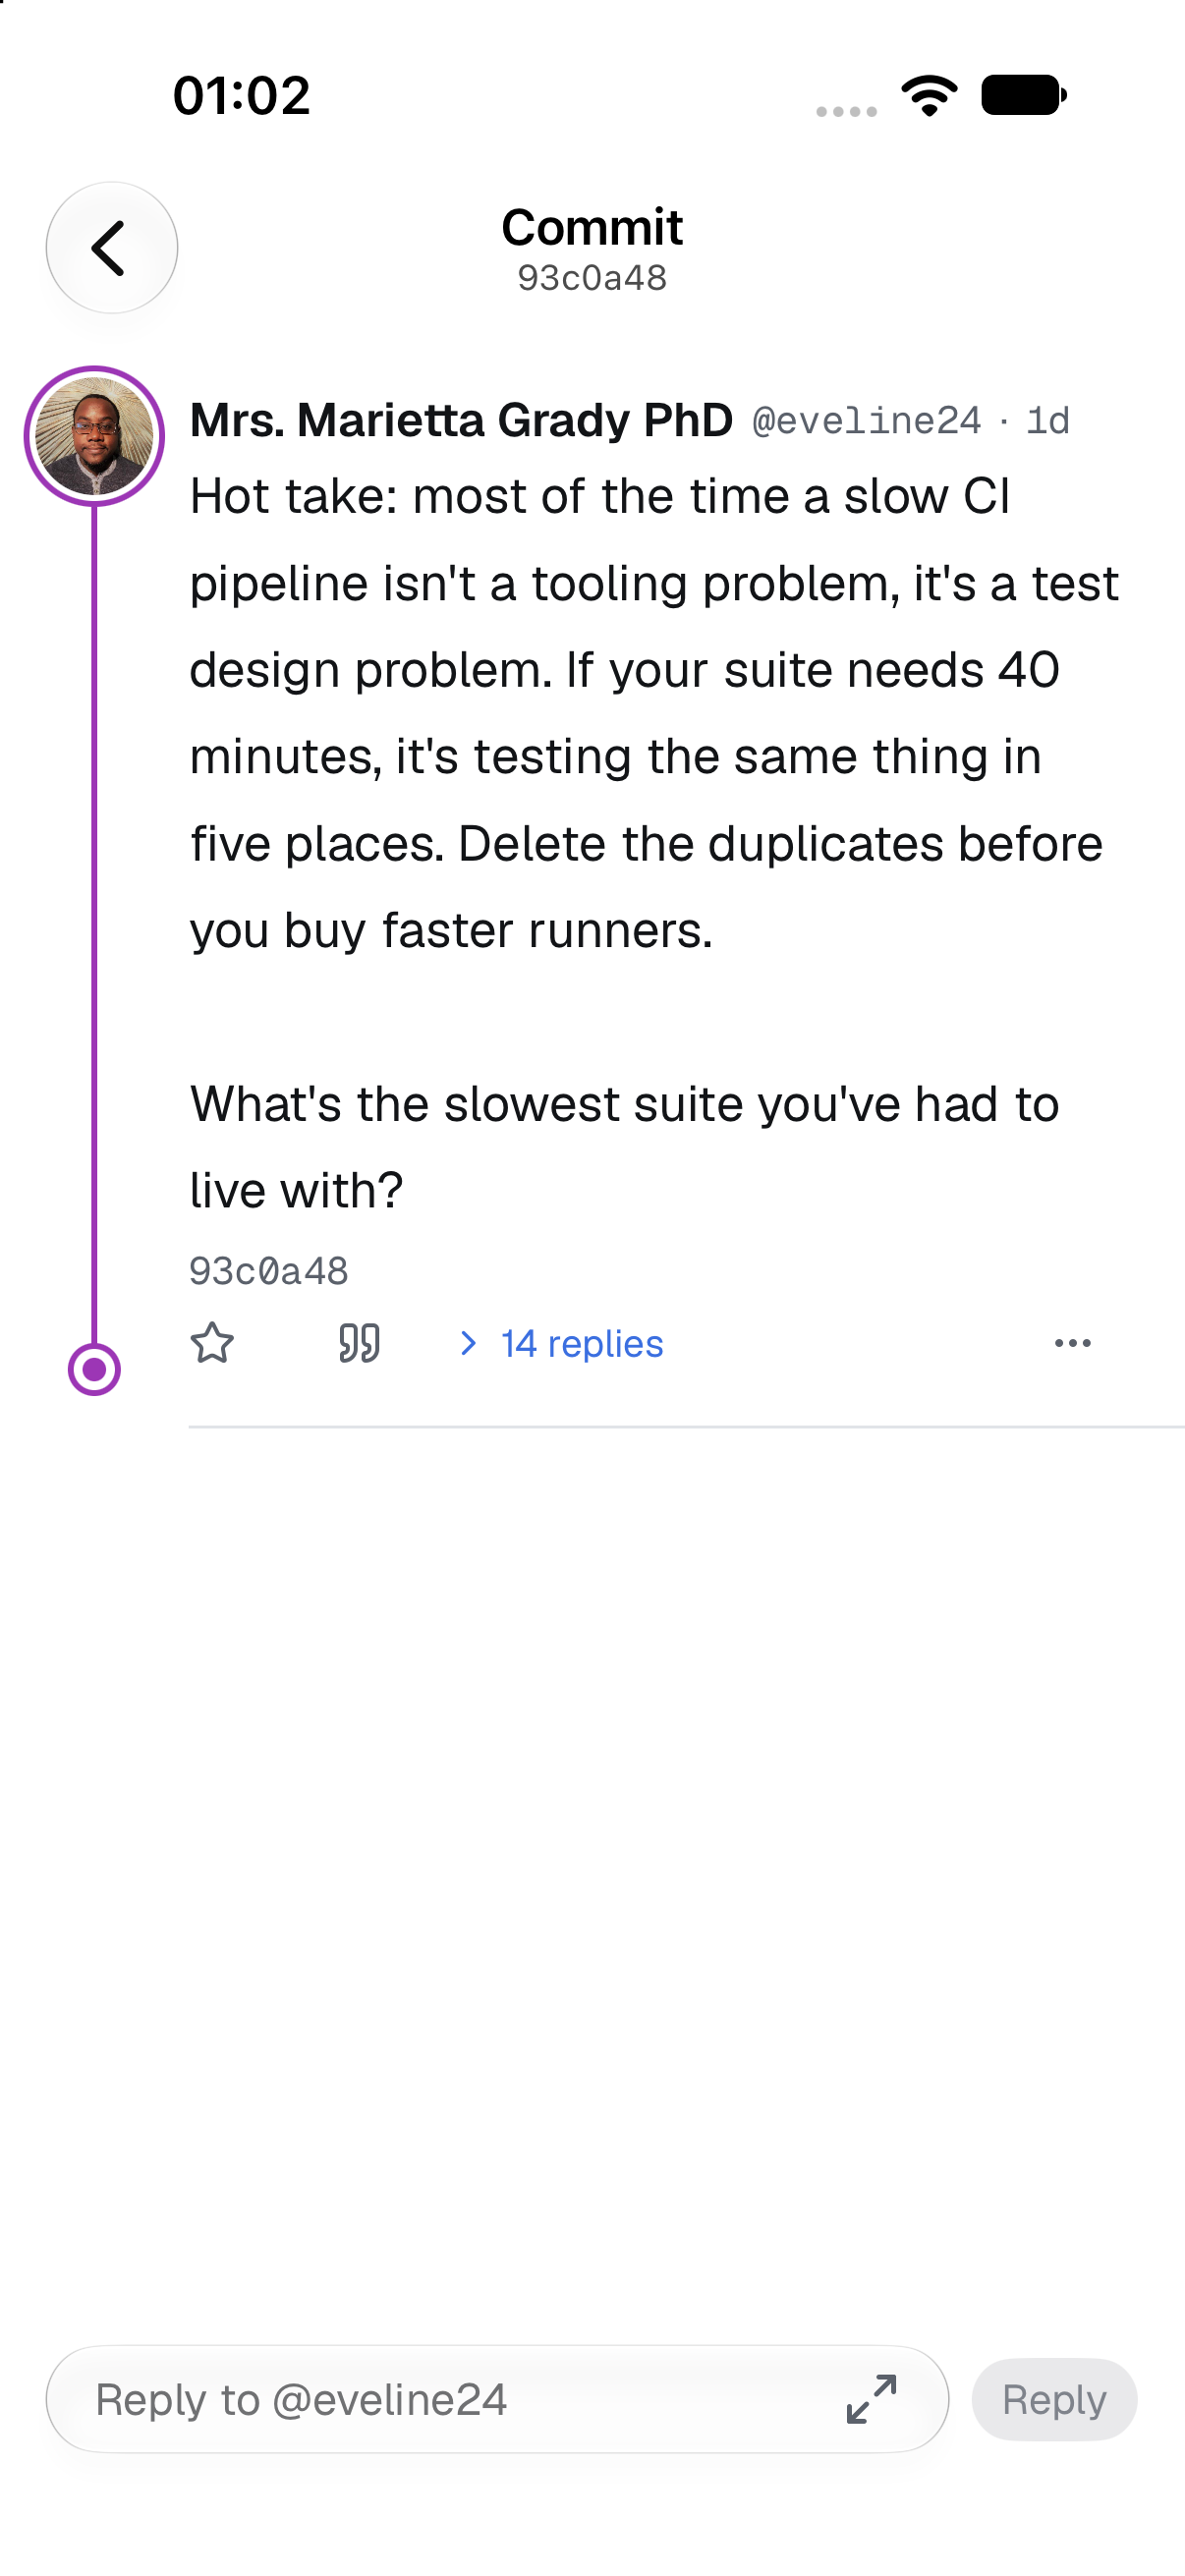 01:02
Commit
93c0a48
Mrs. Marietta Grady PhD @eveline24 · 1d
Hot take: most of the time a slow CI
pipeline isn't a tooling problem, it's a test
design problem. If your suite needs 40
minutes, it's testing the same thing in
five places. Delete the duplicates before
you buy faster runners.
What's the slowest suite you've had to
live with?
93c0a48
14 replies
Reply to @eveline24
Reply